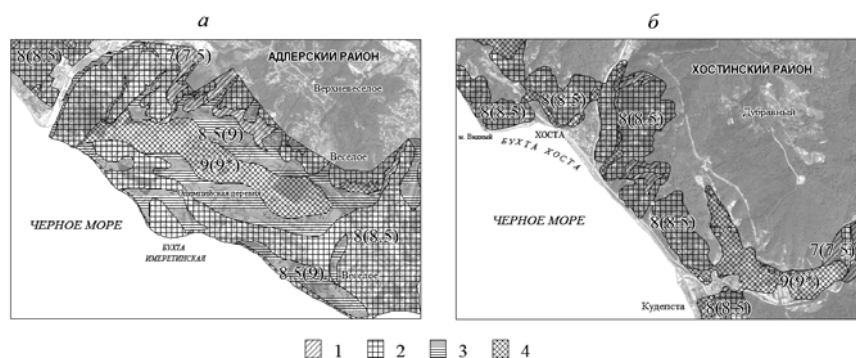 а
8(8.5)
7(7.5)
АДЛЕРСКИЙ РАЙОН
Верхневеселое
8.5(9)
Веселое
9(9*)
Олимпийская деревня
ЧЕРНОЕ МОРЕ
8(8.5)
БУХТА
ИМЕРЕТИНСКАЯ
8.5(9)
Веселое
б
ХОСТИНСКИЙ РАЙОН
8(8.5)
8(8.5)
8(8.5)
Дубравный
м. Видный
ХОСТА
БУХТА ХОСТА
ЧЕРНОЕ МОРЕ
8(8.5)
7(7.5)
9(9*)
Кудепста
8(8.5)
1 2 3 4